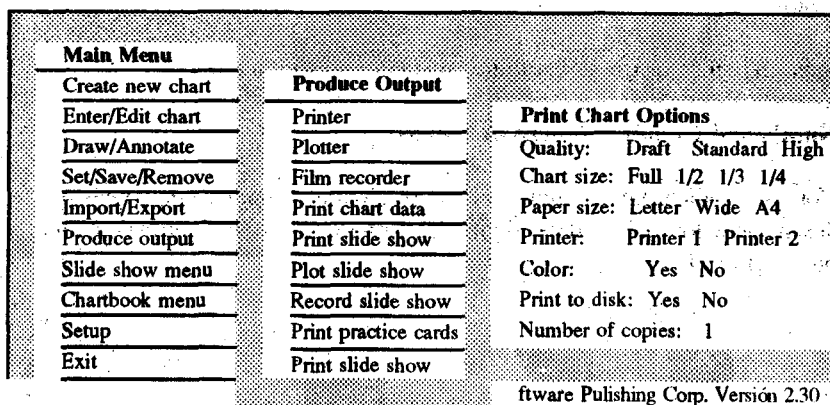 Main Menu
Create new chart
Enter/Edit chart
Draw/Annotate
Set/Save/Remove
Import/Export
Produce output
Slide show menu
Chartbook menu
Setup
Exit
Produce Output
Printer
Plotter
Film recorder
Print chart data
Print slide show
Plot slide show
Record slide show
Print practice cards
Print slide show
Print Chart Options
Quality: Draft Standard High
Chart size: Full 1/2 1/3 1/4
Paper size: Letter Wide A4
Printer: Printer 1 Printer 2
Color: Yes No
Print to disk: Yes No
Number of copies: 1
ftware Pulishing Corp. Versión 2.30